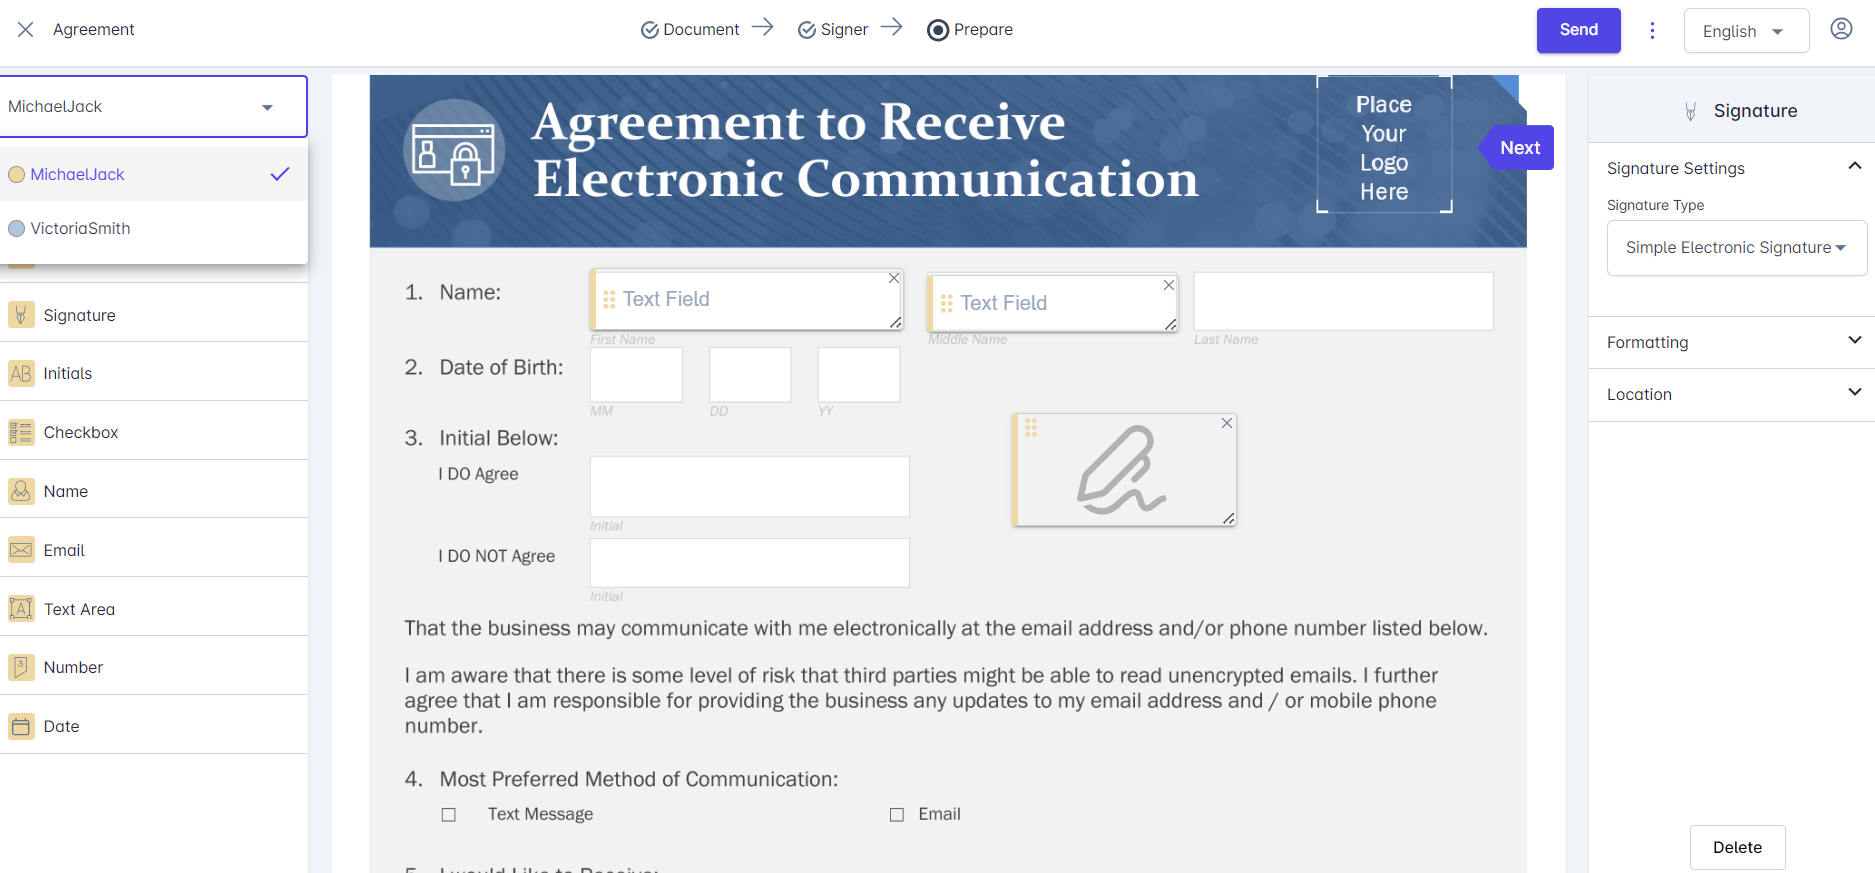 Agreement
Document
Signer
Prepare
Send
English
MichaelJack
MichaelJack
VictoriaSmith
Signature
AB Initials
Checkbox
Name
Email
A Text Area
Number
Date
Agreement to Receive
Electronic Communication
Place
Your
Logo
Here
Next
1. Name:
Text Field
Text Field
First Name
Middle Name
Last Name
2. Date of Birth:
MM
DD
YY
3. Initial Below:
I DO Agree
Initial
I DO NOT Agree
Initial
That the business may communicate with me electronically at the email address and/or phone number listed below.
I am aware that there is some level of risk that third parties might be able to read unencrypted emails. I further
agree that I am responsible for providing the business any updates to my email address and / or mobile phone
number.
4. Most Preferred Method of Communication:
Text Message
Email
5. I would Like to Receive:
Signature
Signature Settings
Signature Type
Simple Electronic Signature
Formatting
Location
Delete